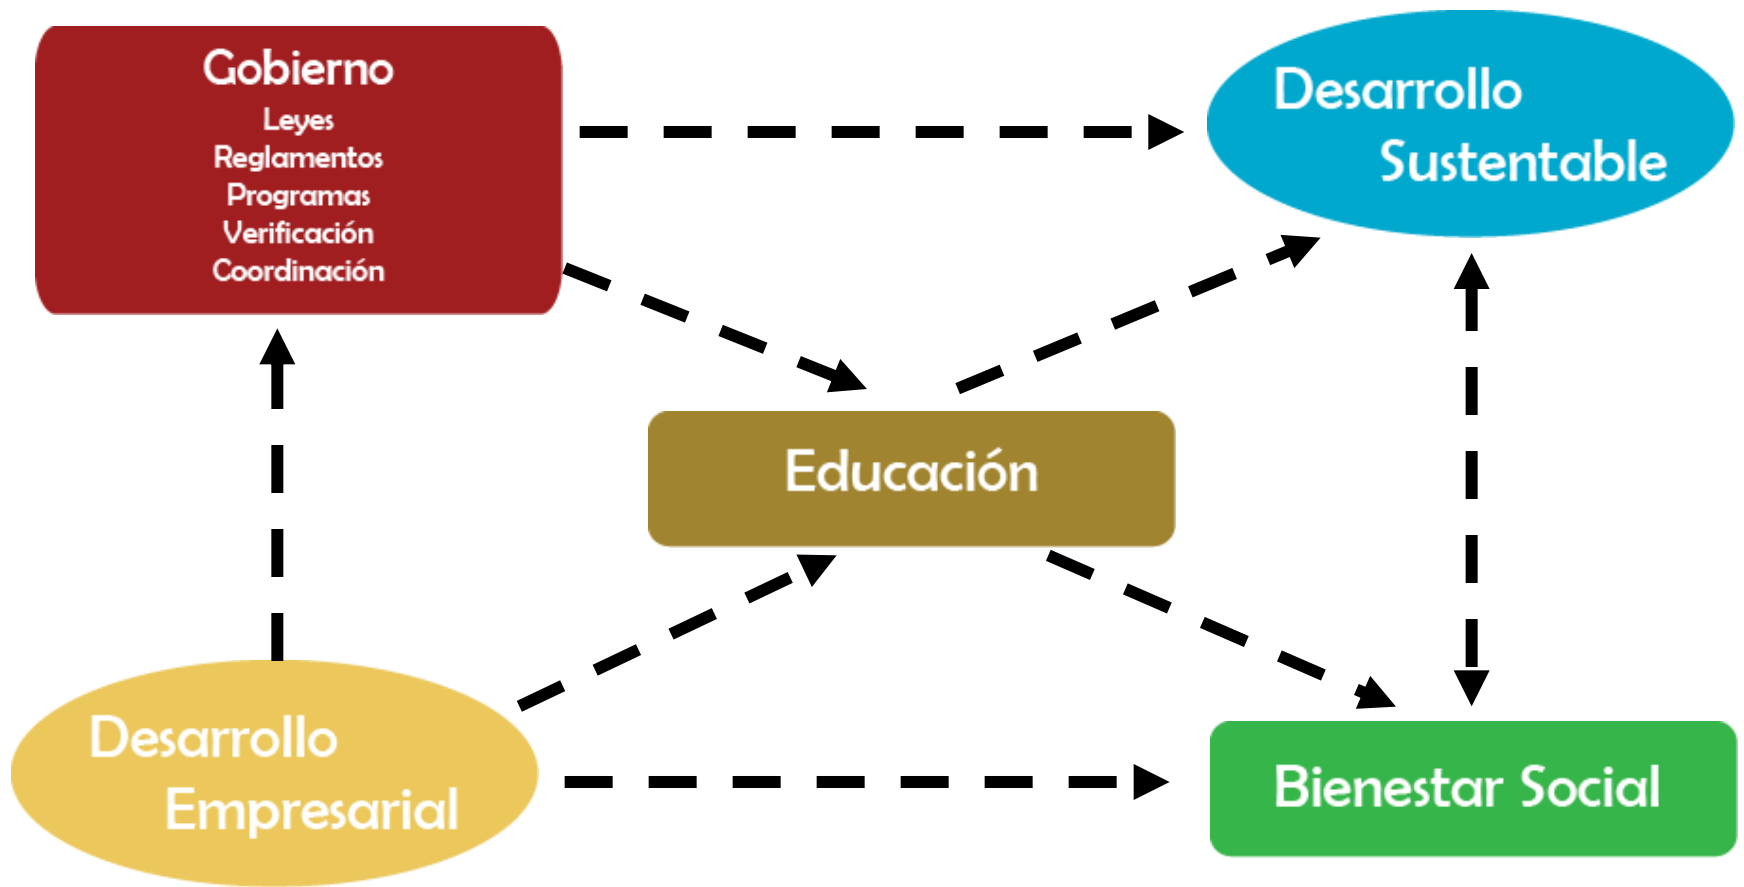 Gobierno
Leyes
Reglamentos
Programas
Verificación
Coordinación
Desarrollo
Sustentable
Educación
Desarrollo
Empresarial
Bienestar Social